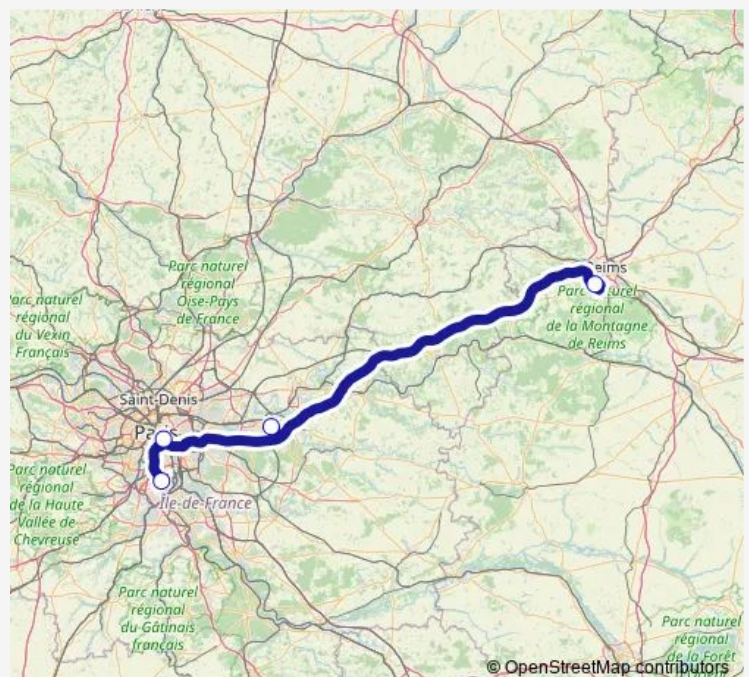 Parc naturel
régional
Oise-Pays
de France
Parc naturel
régional
du Vexin
Français
Reims
Parc naturel
régional
de la Montagne
de Reims
Saint-Denis
Paris
Parc naturel
régional
de la Haute
Vallée de
Chevreuse
Île-de-France
Parc naturel
régional
du Gâtinais
français
Parc naturel
régional
de la Forêt
© OpenStreetMap contributors